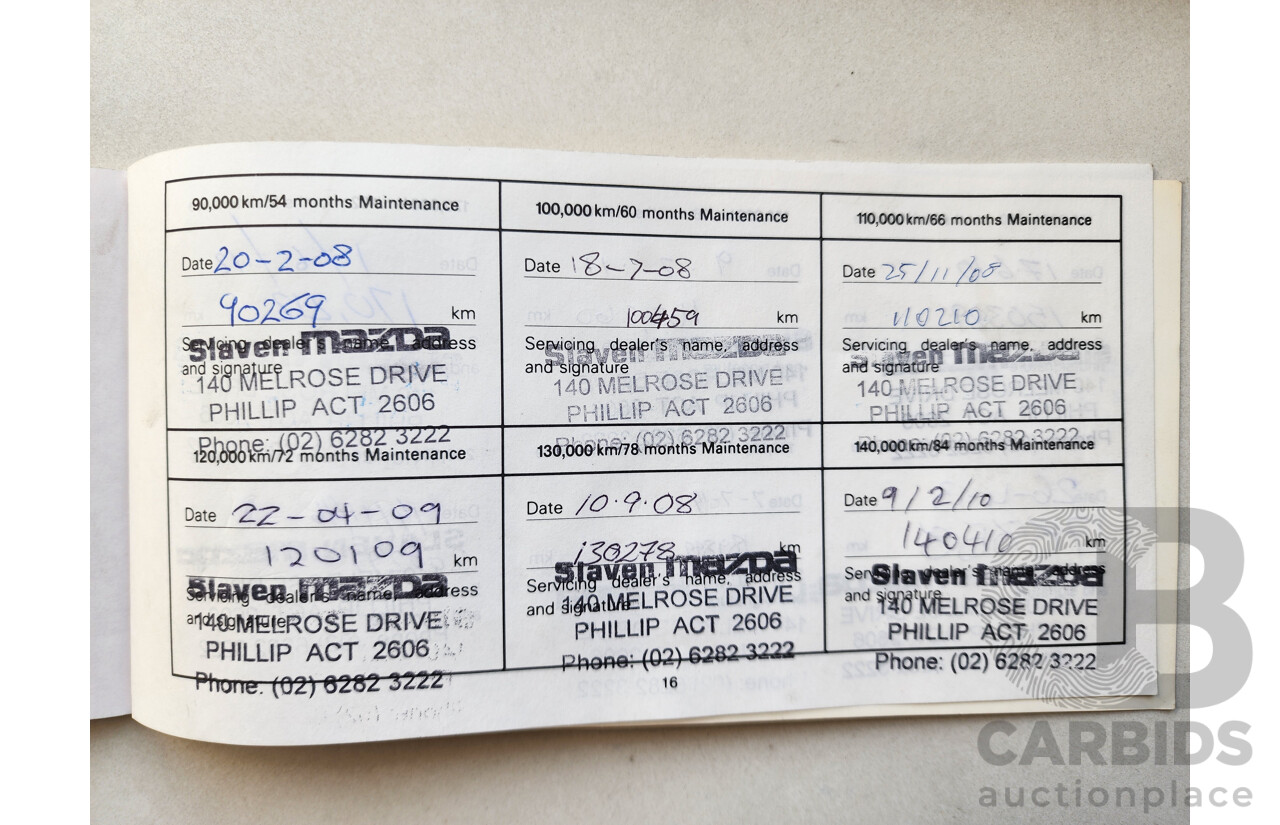 90,000 km/54 months Maintenance
Date 20-2-08
90269 km
Servicing dealer's name, address
and signature
Slaven mazda
140 MELROSE DRIVE
PHILLIP ACT 2606
Phone: (02) 6282 3222
100,000 km/60 months Maintenance
Date 18-7-08
100459 km
Servicing dealer's name, address
and signature
Slaven mazda
140 MELROSE DRIVE
PHILLIP ACT 2606
Phone: (02) 6282 3222
110,000 km/66 months Maintenance
Date 25/11/08
110210 km
Servicing dealer's name, address
and signature
Slaven mazda
140 MELROSE DRIVE
PHILLIP ACT 2606
Phone: (02) 6282 3222
120,000 km/72 months Maintenance
Date 22-04-09
120109 km
Servicing dealer's name, address
and signature
Slaven mazda
140 MELROSE DRIVE
PHILLIP ACT 2606
Phone: (02) 6282 3222
130,000 km/78 months Maintenance
Date 10.9.08
130278 km
Servicing dealer's name, address
and signature
Slaven mazda
140 MELROSE DRIVE
PHILLIP ACT 2606
Phone: (02) 6282 3222
140,000 km/84 months Maintenance
Date 9/2/10
140410 km
Servicing dealer's name, address
and signature
Slaven mazda
140 MELROSE DRIVE
PHILLIP ACT 2606
Phone: (02) 6282 3222
16
B
CARBIDS
auctionplace